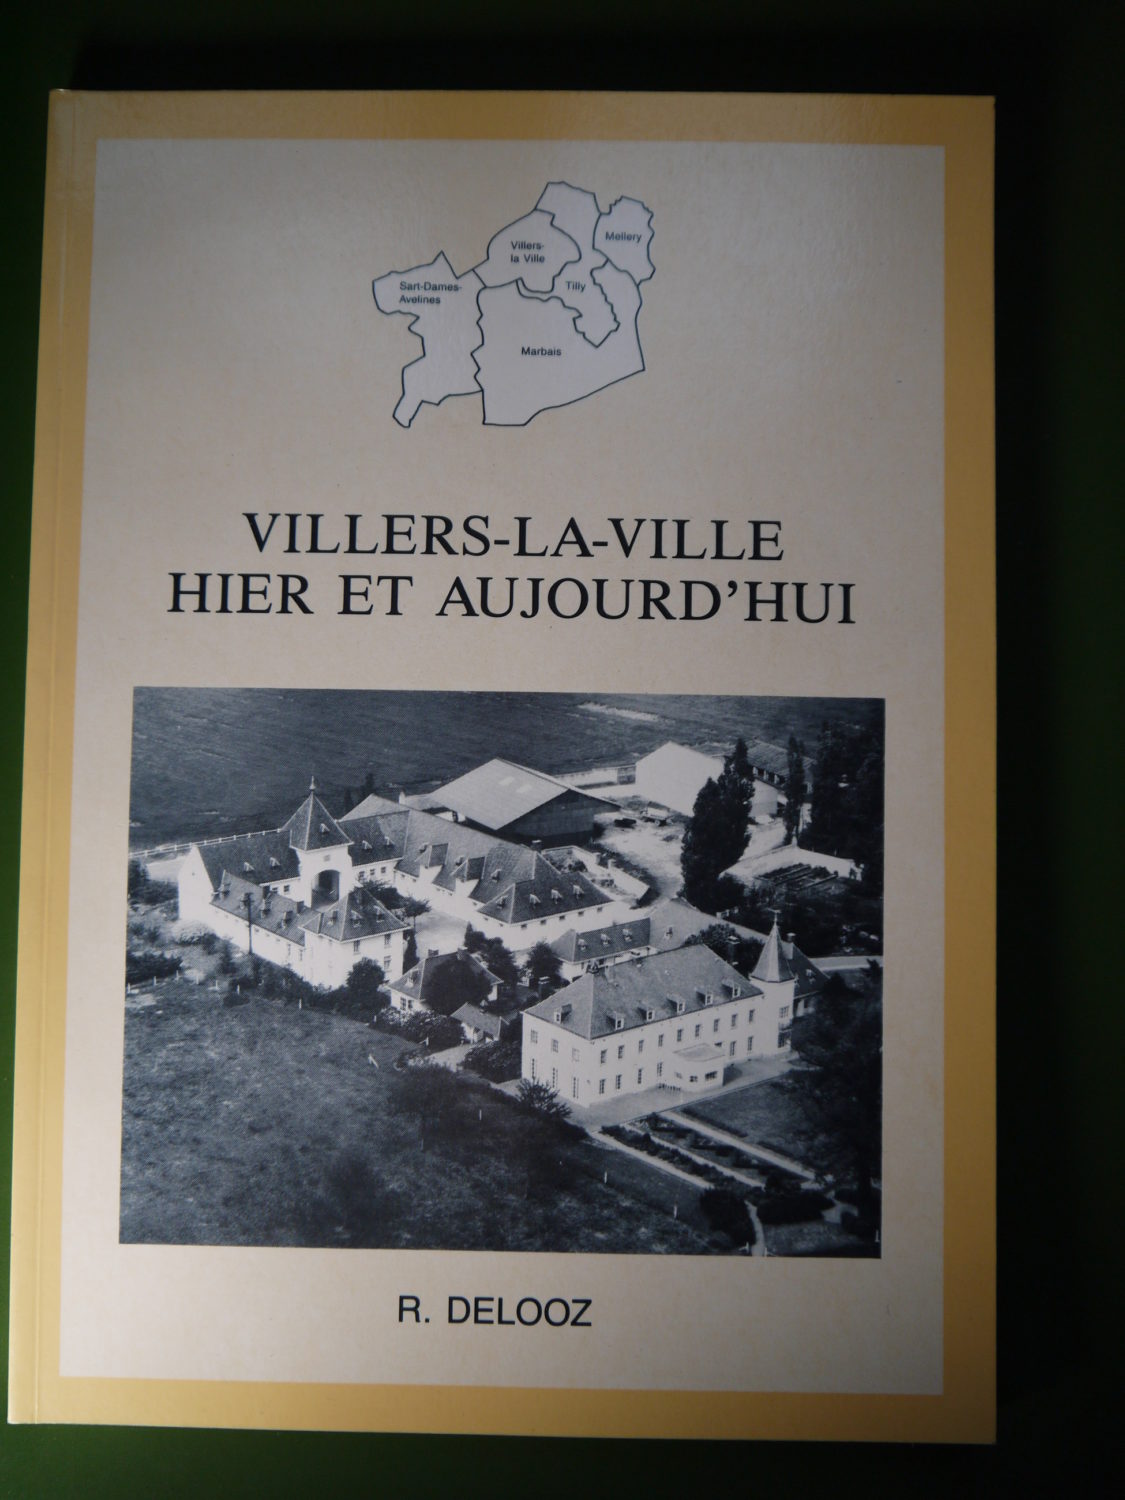 Mellery
Villers-
la Ville
Sart-Dames-
Avelines
Tilly
Marbais
VILLERS-LA-VILLE
HIER ET AUJOURD'HUI
R. DELOOZ